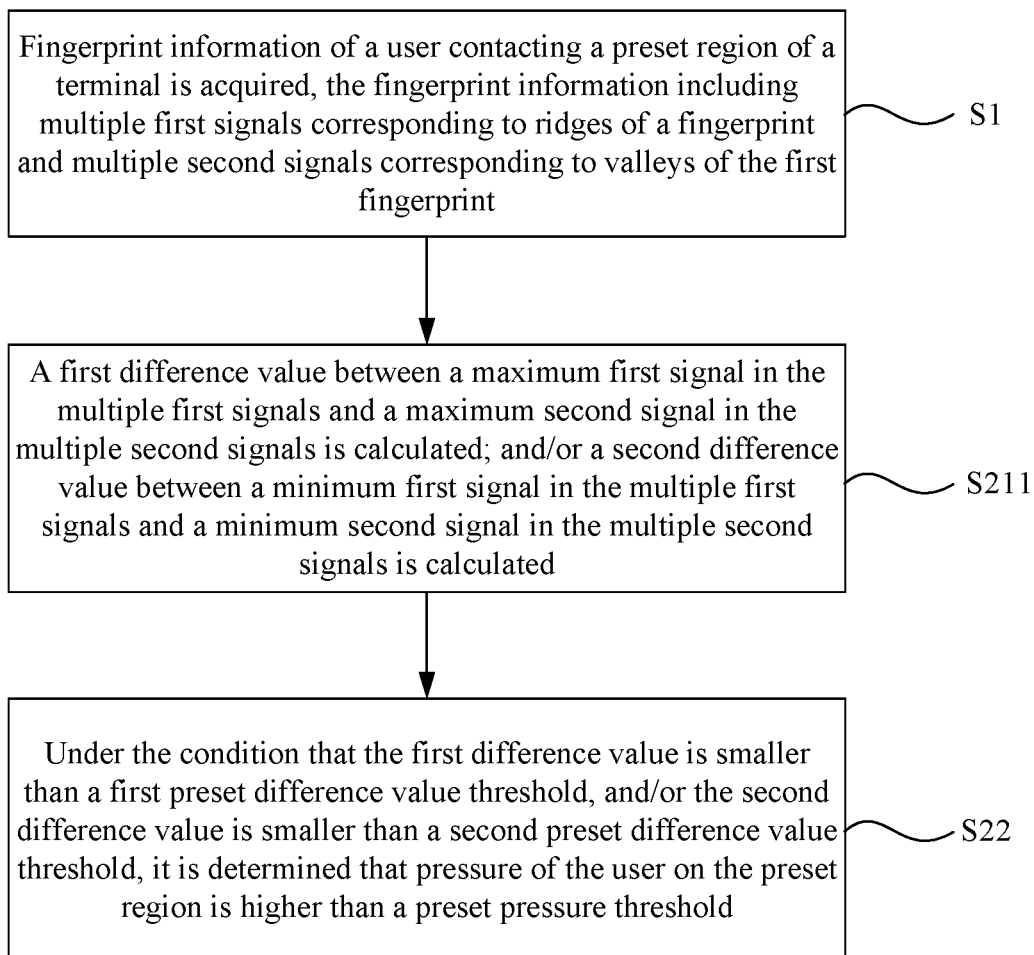 Fingerprint information of a user contacting a preset region of a
terminal is acquired, the fingerprint information including
multiple first signals corresponding to ridges of a fingerprint
and multiple second signals corresponding to valleys of the first
fingerprint
S1
A first difference value between a maximum first signal in the
multiple first signals and a maximum second signal in the
multiple second signals is calculated; and/or a second difference
value between a minimum first signal in the multiple first
signals and a minimum second signal in the multiple second
signals is calculated
S211
Under the condition that the first difference value is smaller
than a first preset difference value threshold, and/or the second
difference value is smaller than a second preset difference value
threshold, it is determined that pressure of the user on the preset
region is higher than a preset pressure threshold
S22